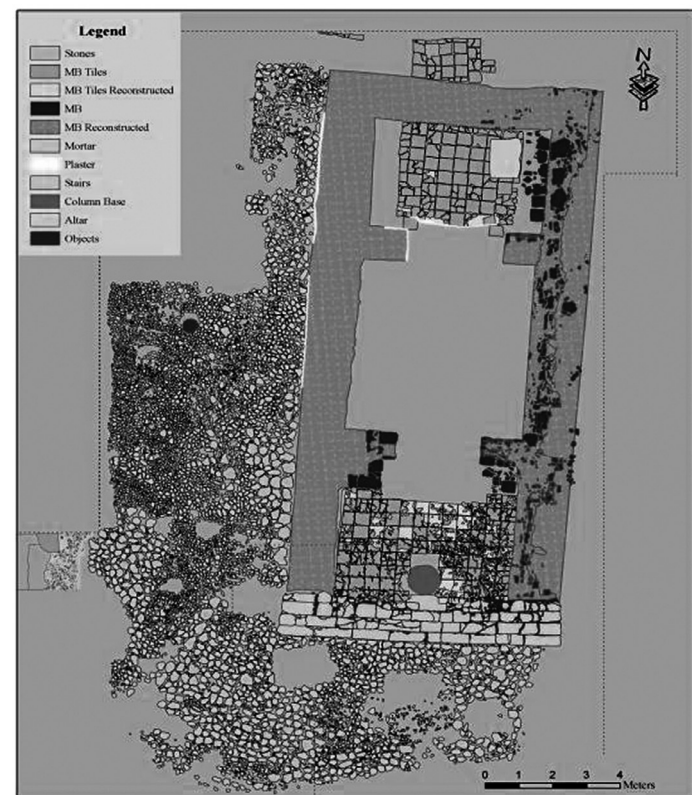 Legend
Stones
MB Tiles
MB Tiles Reconstructed
MB
MB Reconstructed
Mortar
Plaster
Stairs
Column Base
Altar
Objects
N
0 1 2 3 4
Meters